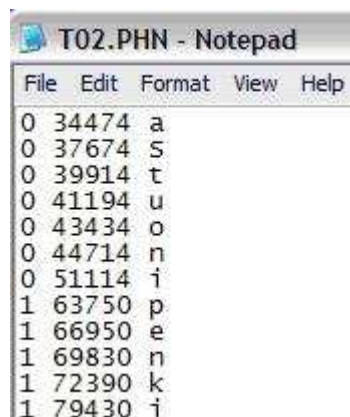 T02.PHN - Notepad
File Edit Format View Help
0 34474 a
0 37674 S
0 39914 t
0 41194 u
0 43434 o
0 44714 n
0 51114 i
1 63750 p
1 66950 e
1 69830 n
1 72390 k
1 79430 i